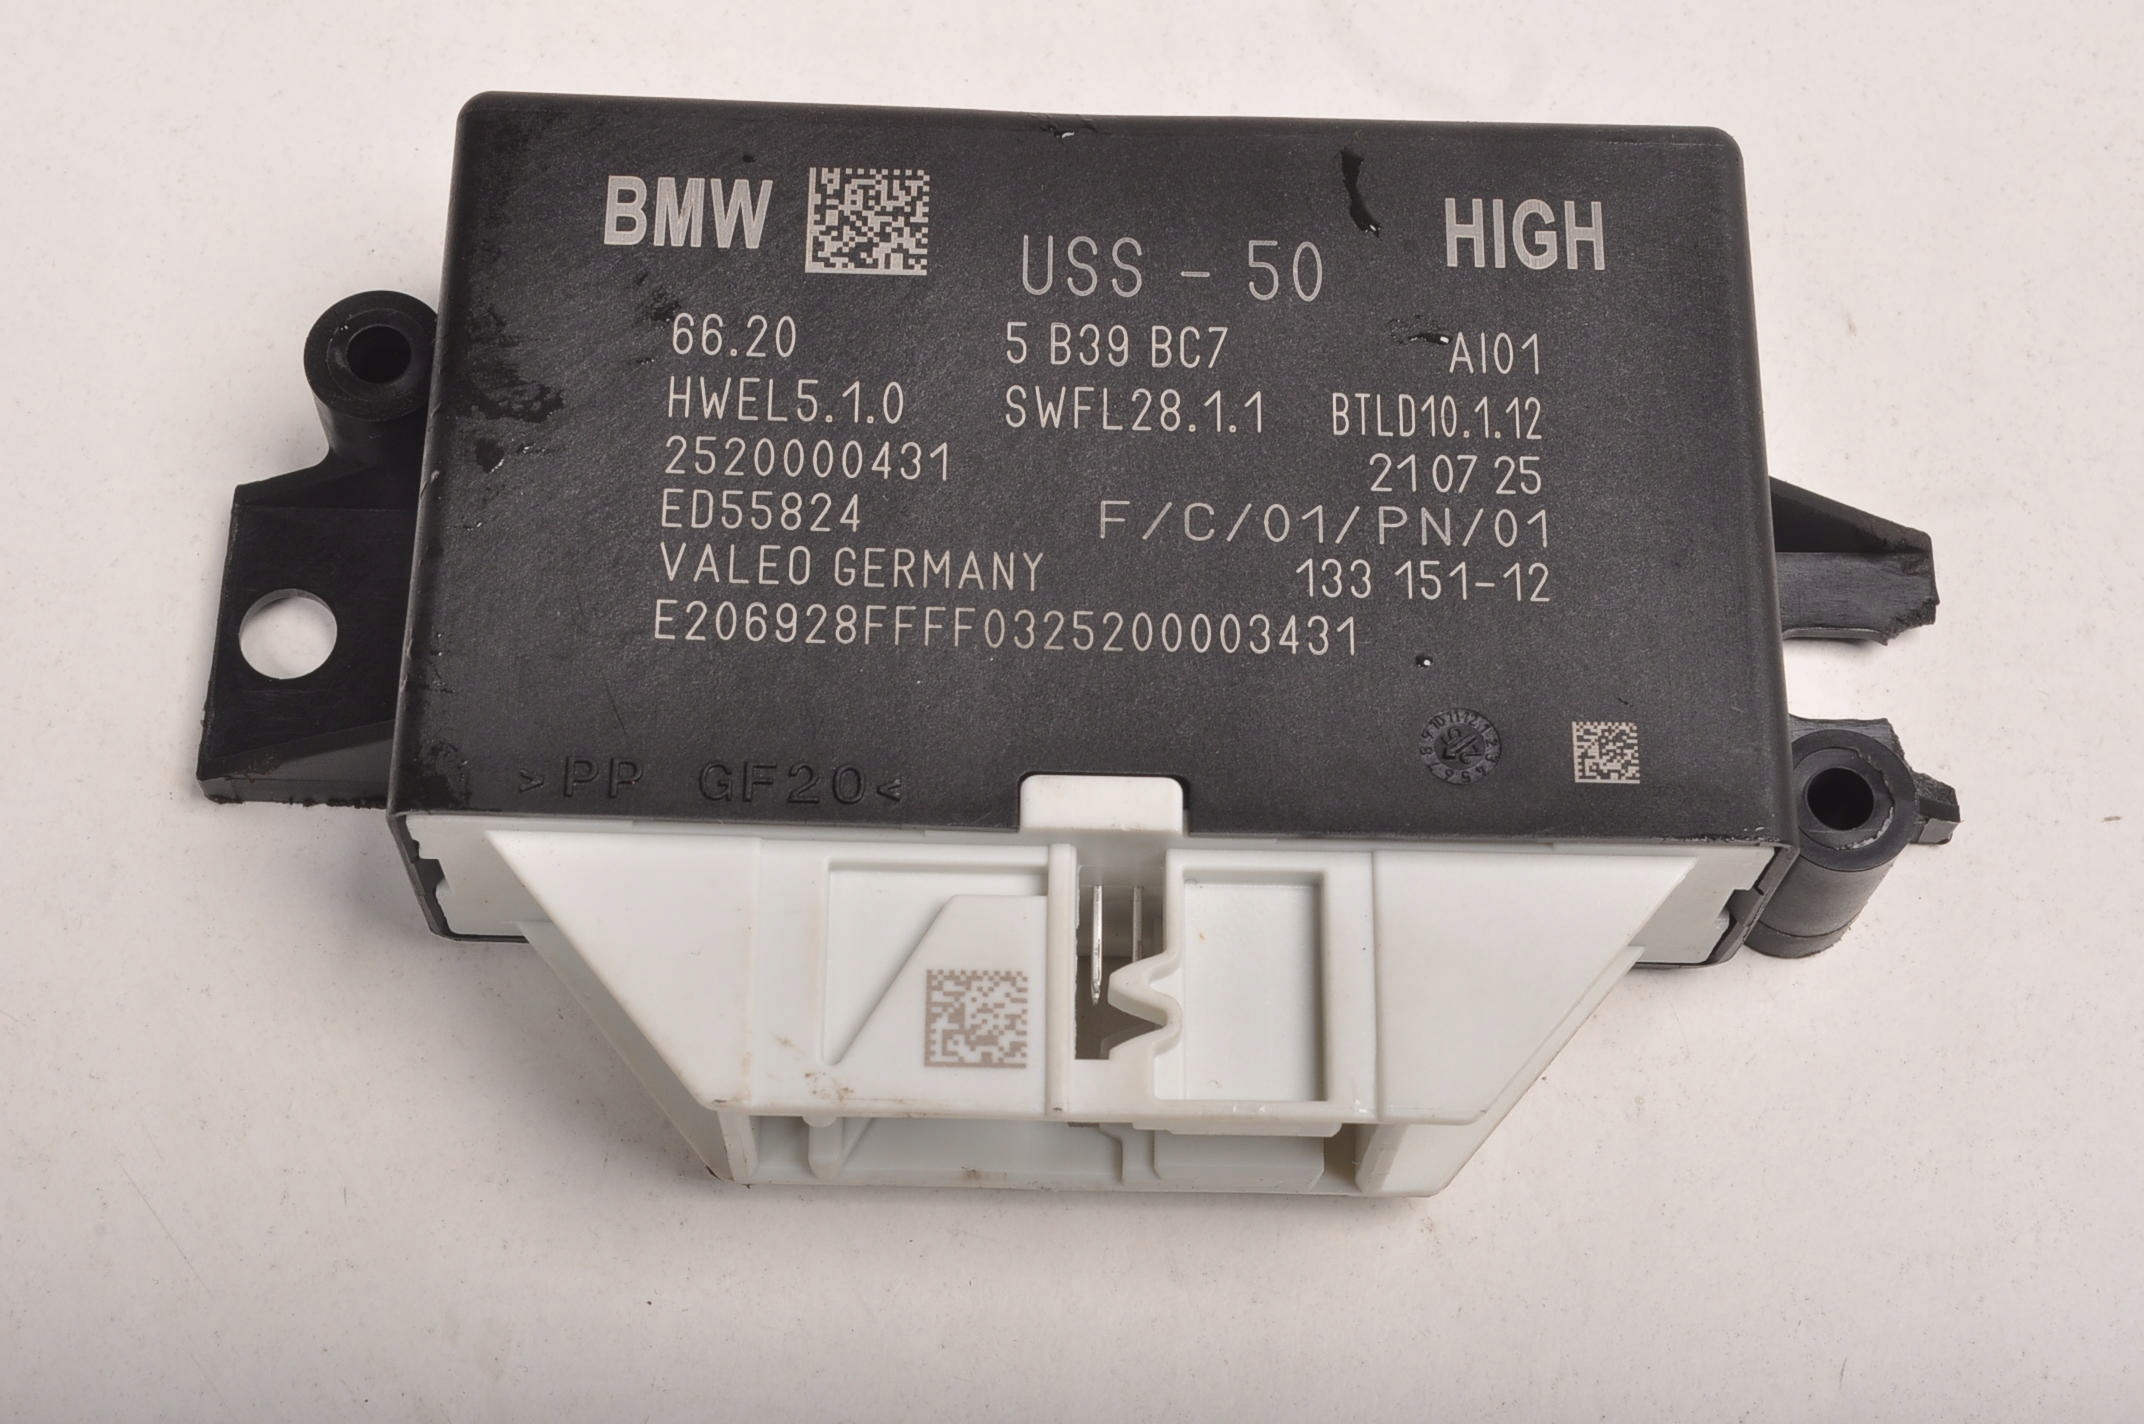 BMW
HIGH
USS - 50
66.20 5 B39 BC7 AI01
HWEL5.1.0 SWFL28.1.1 BTLD10.1.12
2520000431 21 07 25
ED55824 F/C/01/PN/01
VALEO GERMANY 133 151-12
E206928FFFF0325200003431
>PP GF20<